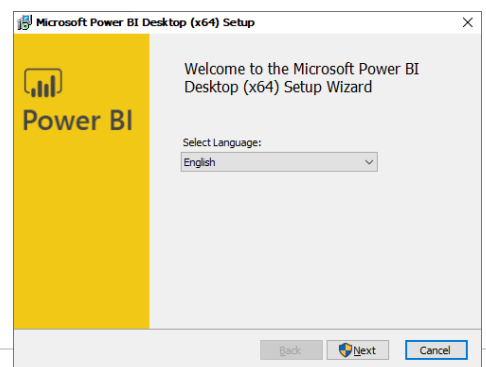 Microsoft Power BI Desktop (x64) Setup
Power BI
Welcome to the Microsoft Power BI
Desktop (x64) Setup Wizard
Select Language:
English
Back
Next
Cancel